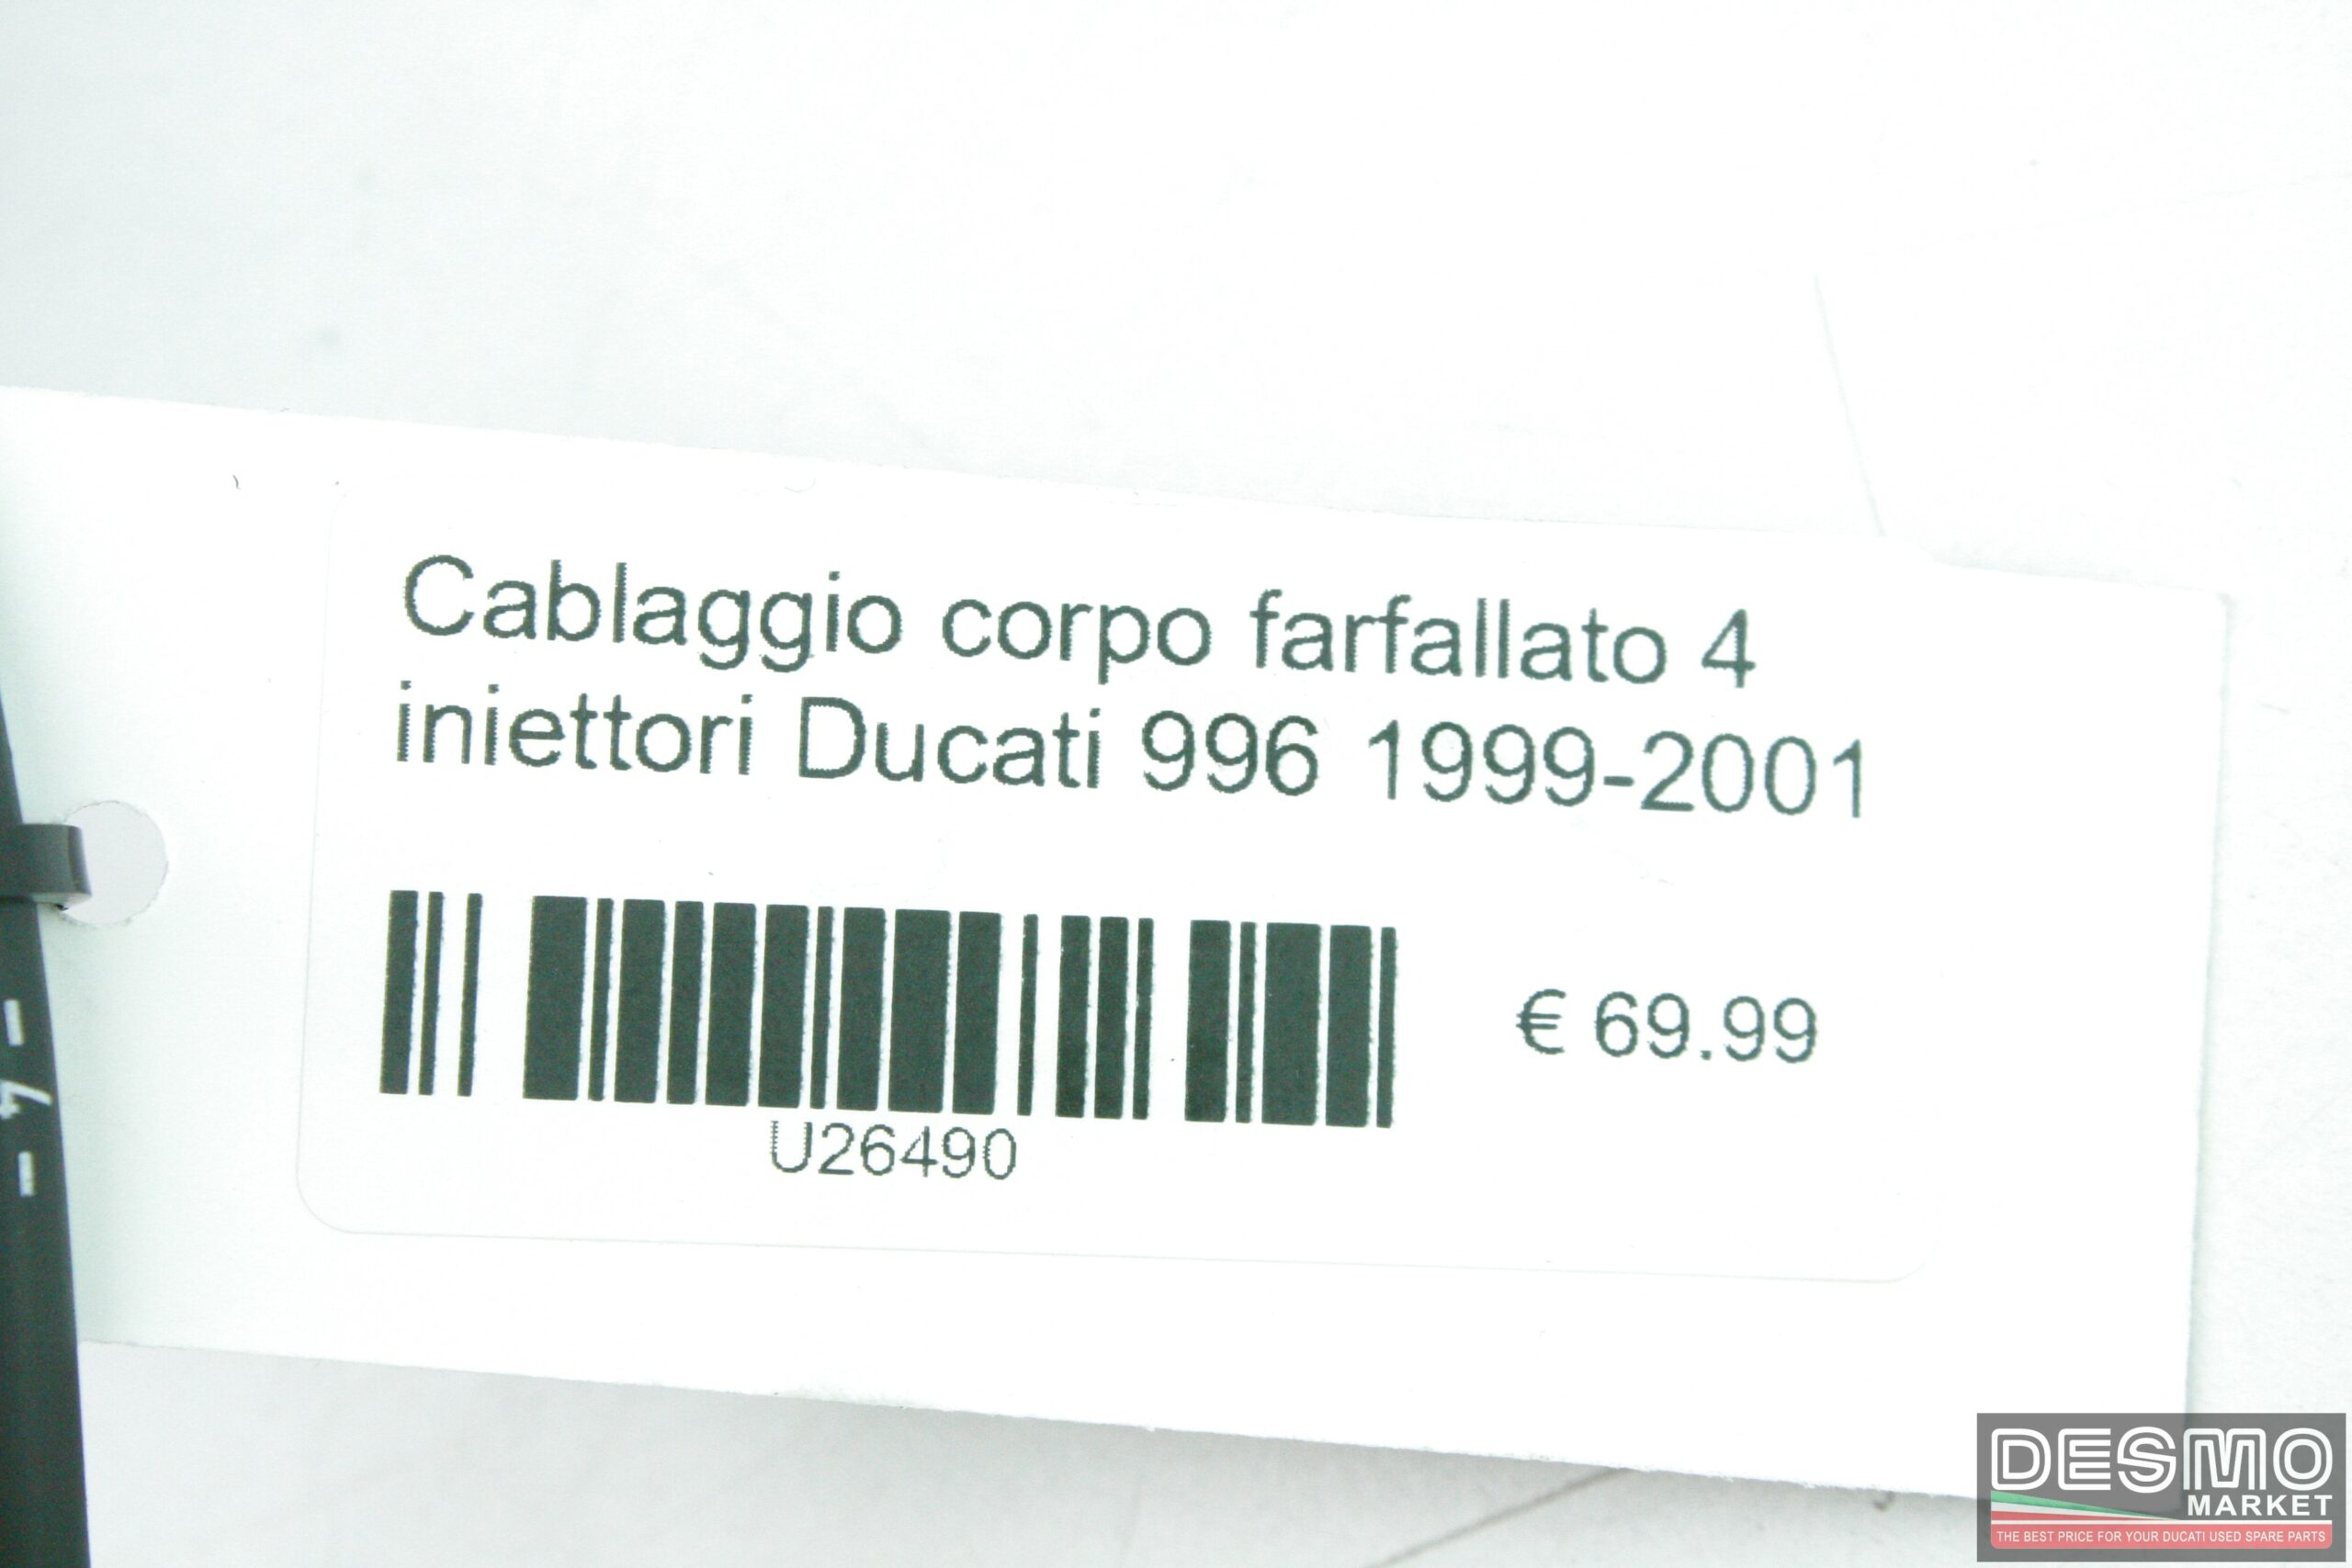 Cablaggio corpo farfallato 4
iniettori Ducati 996 1999-2001
€ 69.99
U26490
- 4 -
DESMO
MARKET
THE BEST PRICE FOR YOUR DUCATI USED SPARE PARTS